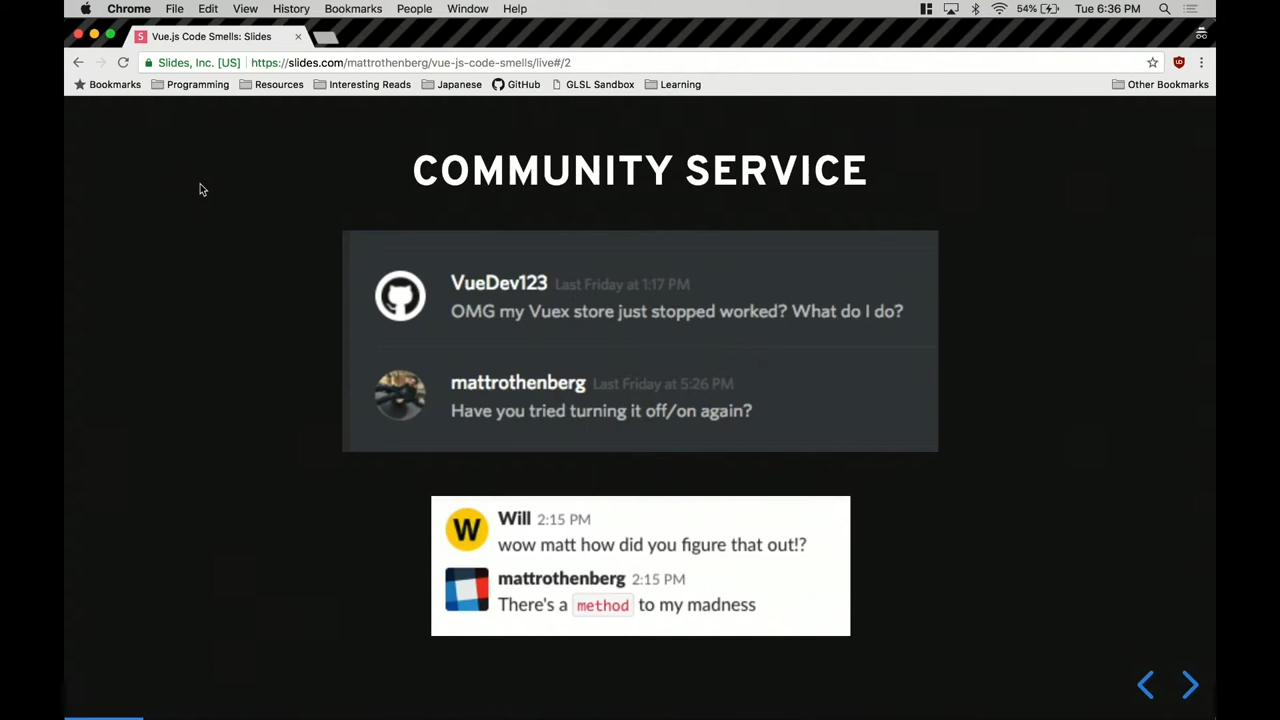 Chrome File Edit View History Bookmarks People Window Help 54% Tue 6:36 PM
S Vue.js Code Smells: Slides
Slides, Inc. [US] https://slides.com/mattrothenberg/vue-js-code-smells/live#/2
Bookmarks Programming Resources Interesting Reads Japanese GitHub GLSL Sandbox Learning Other Bookmarks
COMMUNITY SERVICE
VueDev123 Last Friday at 1:17 PM
OMG my Vuex store just stopped worked? What do I do?
mattrothenberg Last Friday at 5:26 PM
Have you tried turning it off/on again?
W Will 2:15 PM
wow matt how did you figure that out!?
mattrothenberg 2:15 PM
There's a method to my madness